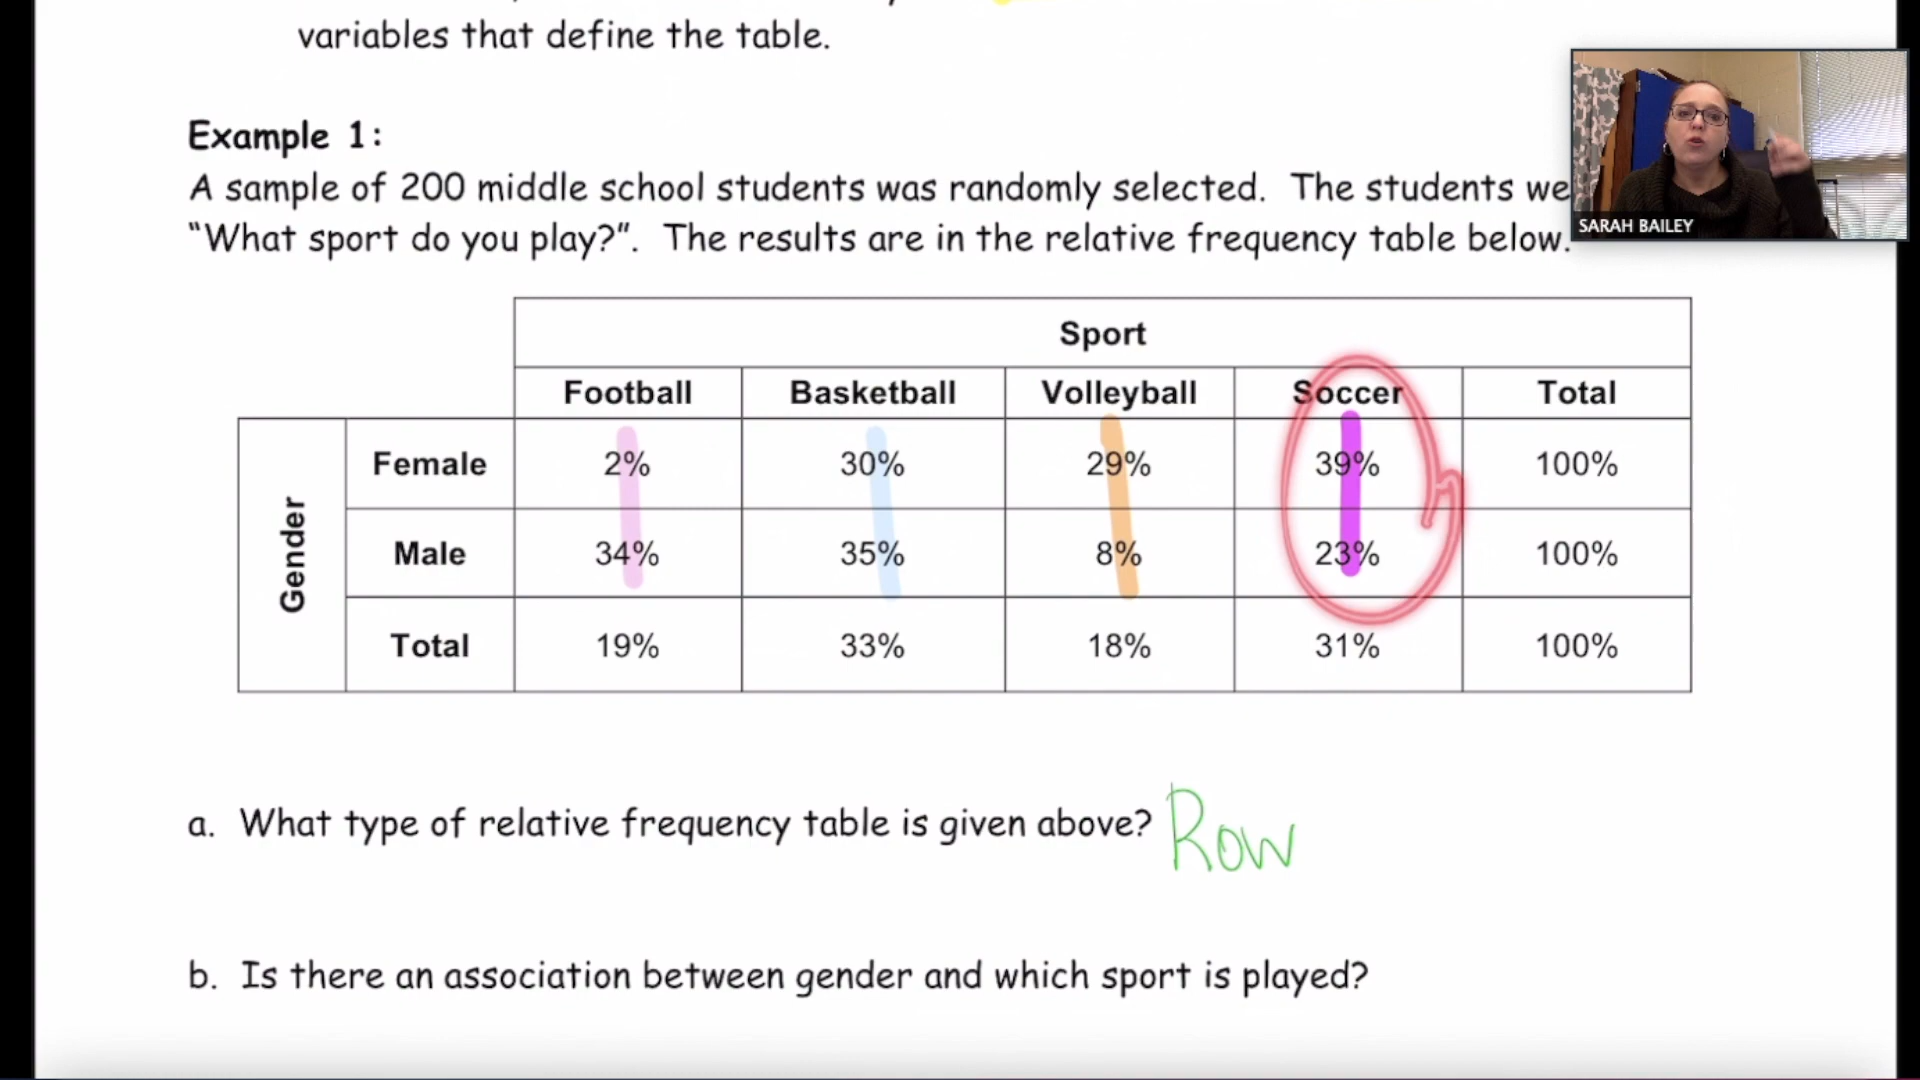 variables that define the table.
Example 1:
A sample of 200 middle school students was randomly selected. The students we
"What sport do you play?". The results are in the relative frequency table below.
SARAH BAILEY
Sport
Football Basketball Volleyball Soccer Total
Gender
Female 2% 30% 29% 39% 100%
Male 34% 35% 8% 23% 100%
Total 19% 33% 18% 31% 100%
a. What type of relative frequency table is given above? Row
b. Is there an association between gender and which sport is played?